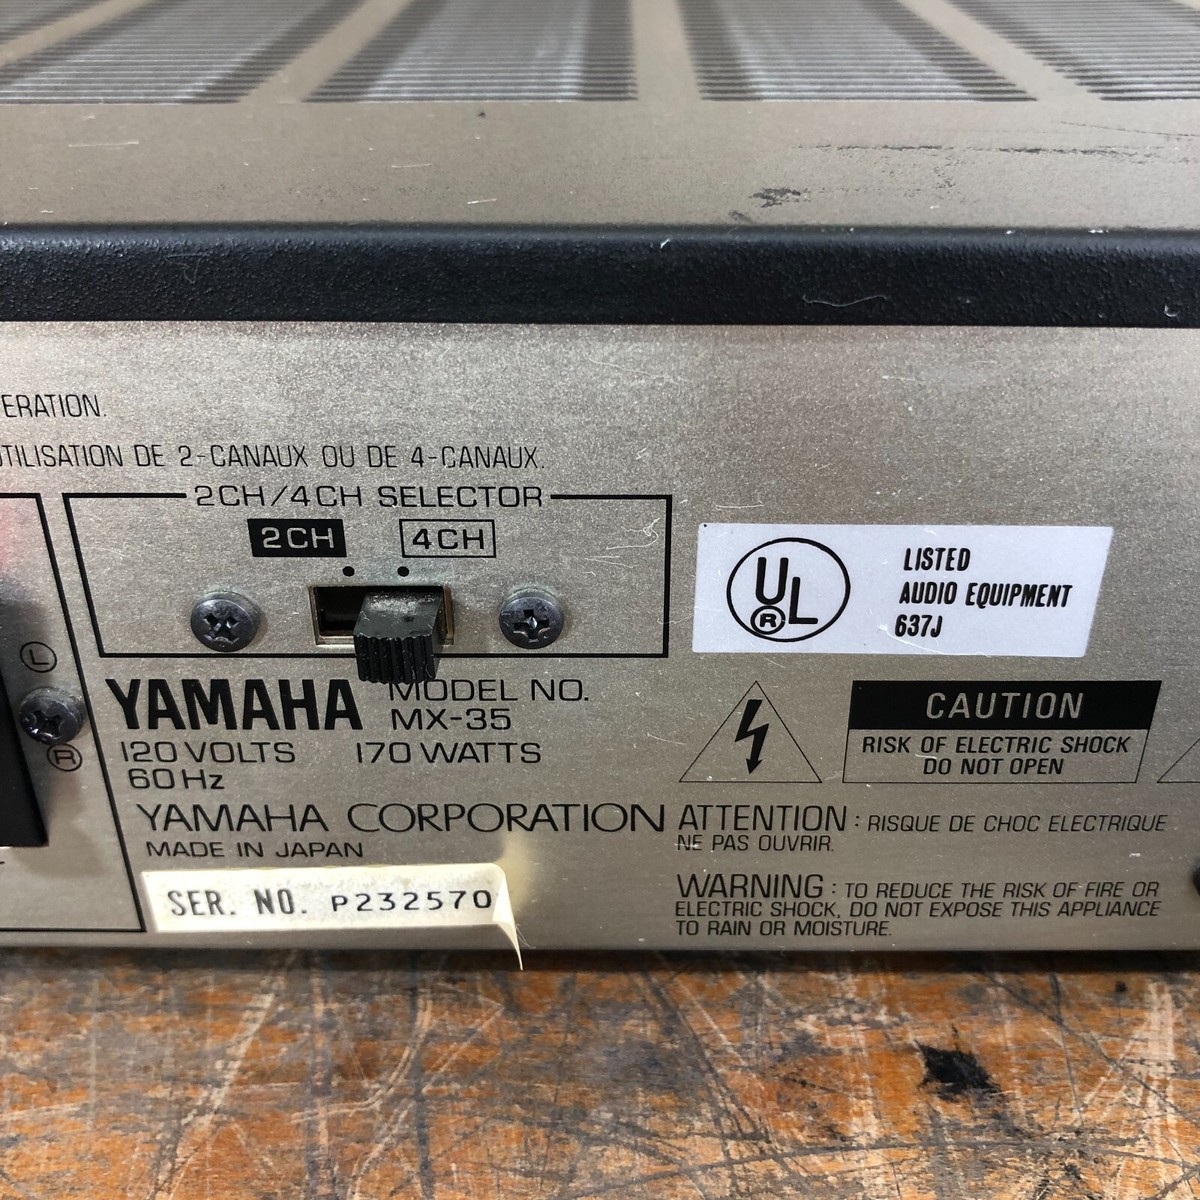 ERATION.
UTILISATION DE 2-CANAUX OU DE 4-CANAUX.
2CH/4CH SELECTOR
2CH 4CH
L
R
YAMAHA MODEL NO.
MX-35
120 VOLTS 170 WATTS
60Hz
YAMAHA CORPORATION
MADE IN JAPAN
SER. NO. P232570
UL
®
LISTED
AUDIO EQUIPMENT
637J
CAUTION
RISK OF ELECTRIC SHOCK
DO NOT OPEN
ATTENTION : RISQUE DE CHOC ELECTRIQUE
NE PAS OUVRIR.
WARNING : TO REDUCE THE RISK OF FIRE OR
ELECTRIC SHOCK, DO NOT EXPOSE THIS APPLIANCE
TO RAIN OR MOISTURE.